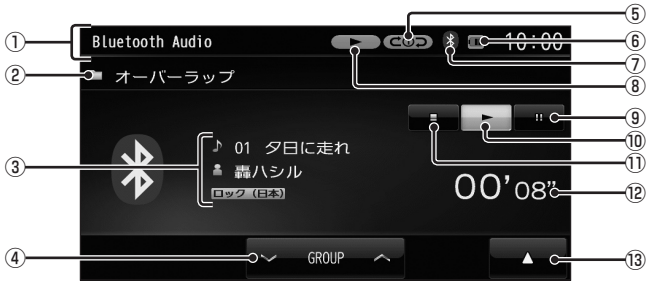 ⑤
① Bluetooth Audio 10:00 ⑥
⑦
② オーバーラップ ⑧
⑨
⑩
③ 01 夕日に走れ ⑪
轟ハシル
ロック（日本） 00'08” ⑫
④ GROUP ⑬